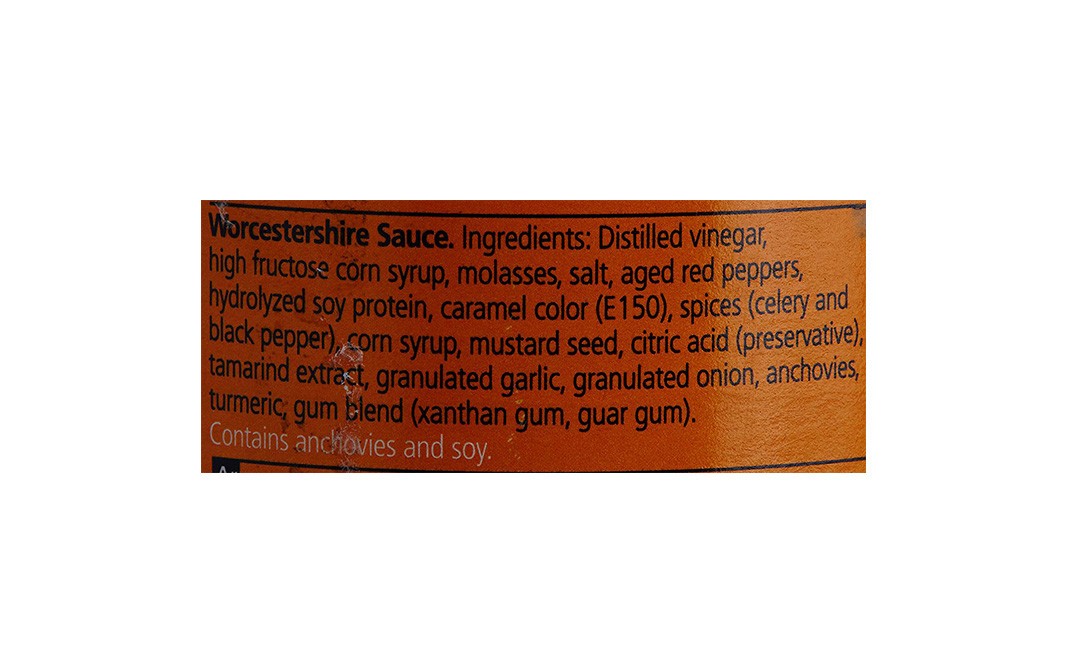 Worcestershire Sauce. Ingredients: Distilled vinegar,
high fructose corn syrup, molasses, salt, aged red peppers,
hydrolyzed soy protein, caramel color (E150), spices (celery and
black pepper), corn syrup, mustard seed, citric acid (preservative),
tamarind extract, granulated garlic, granulated onion, anchovies,
turmeric, gum blend (xanthan gum, guar gum).
Contains anchovies and soy.